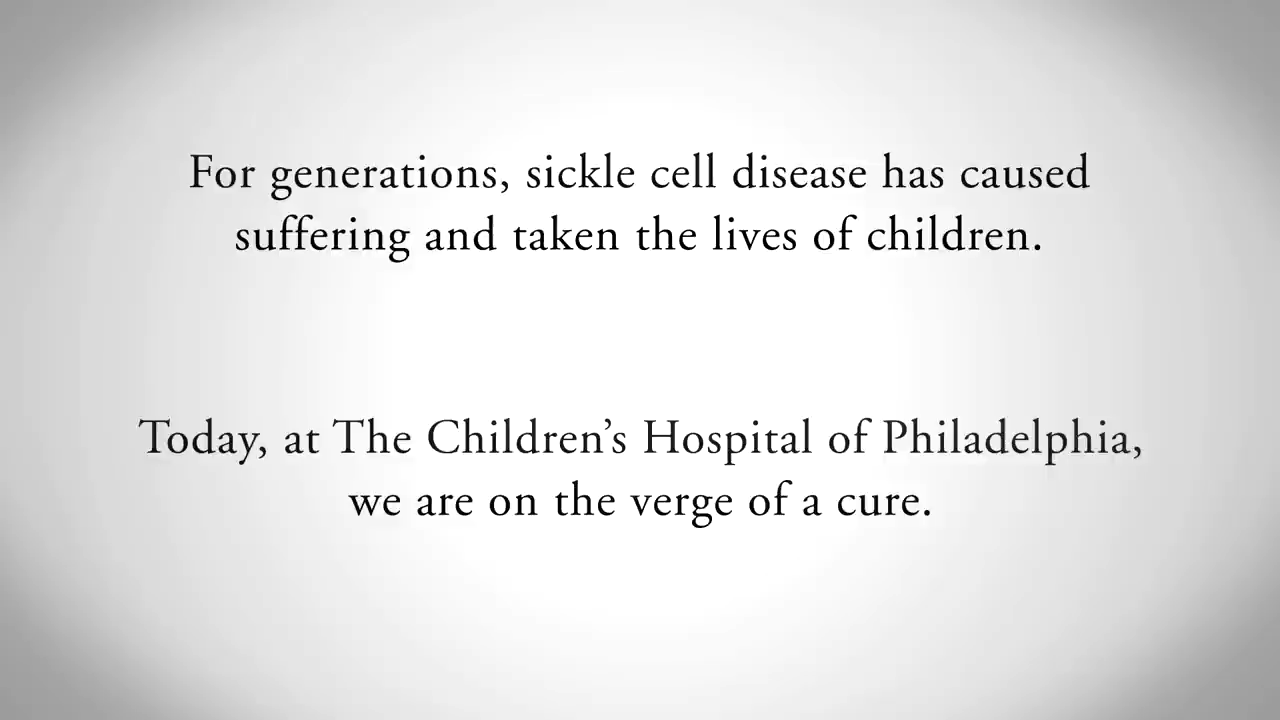 For generations, sickle cell disease has caused
suffering and taken the lives of children.
Today, at The Children’s Hospital of Philadelphia,
we are on the verge of a cure.